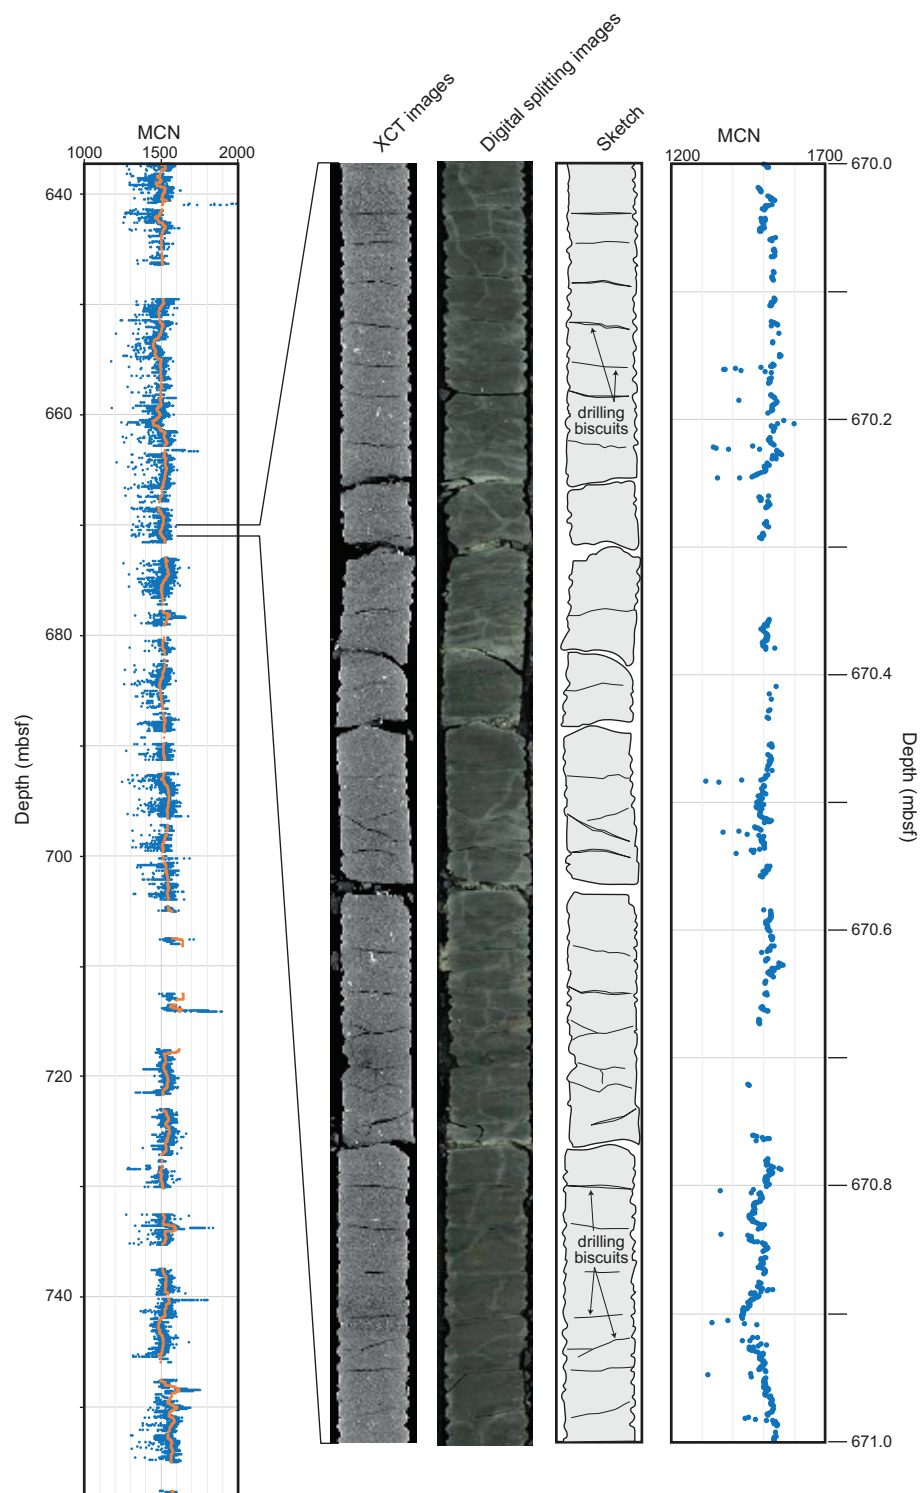 XCT images
Digital splitting images
Sketch
MCN
1000
1500
2000
MCN
1200
1700
640
660
680
700
720
740
Depth (mbsf)
drilling
biscuits
drilling
biscuits
670.0
670.2
670.4
670.6
670.8
671.0
Depth (mbsf)